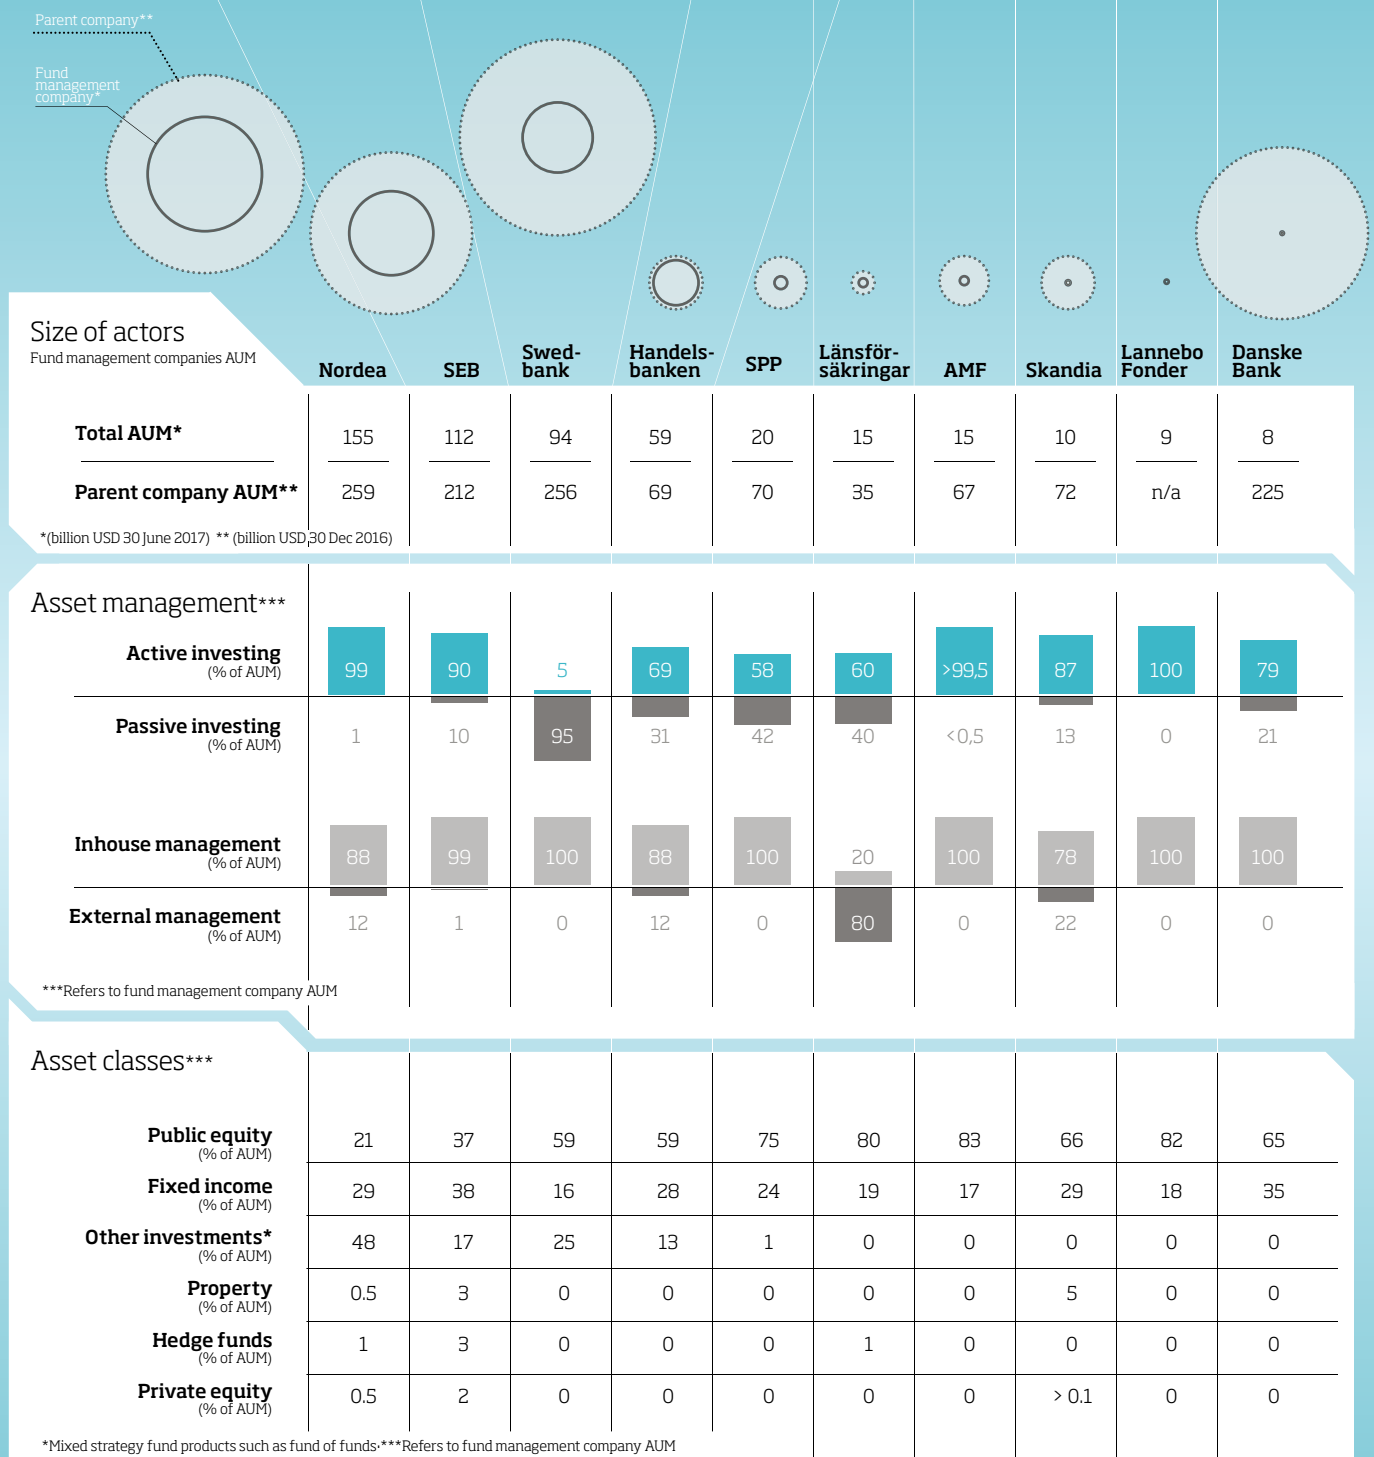 Parent company**
Fund
management
company*
Size of actors
Fund management companies AUM
Nordea
SEB
Swed-
bank
Handels-
banken
SPP
Länsför-
säkringar
AMF
Skandia
Lannebo
Fonder
Danske
Bank
Total AUM* 155 112 94 59 20 15 15 10 9 8
Parent company AUM** 259 212 256 69 70 35 67 72 n/a 225
*(billion USD 30 June 2017) ** (billion USD 30 Dec 2016)
Asset management***
Active investing
(% of AUM)
99 90 5 69 58 60 >99,5 87 100 79
Passive investing
(% of AUM)
1 10 95 31 42 40 <0,5 13 0 21
Inhouse management
(% of AUM)
88 99 100 88 100 20 100 78 100 100
External management
(% of AUM)
12 1 0 12 0 80 0 22 0 0
***Refers to fund management company AUM
Asset classes***
Public equity
(% of AUM)
21 37 59 59 75 80 83 66 82 65
Fixed income
(% of AUM)
29 38 16 28 24 19 17 29 18 35
Other investments*
(% of AUM)
48 17 25 13 1 0 0 0 0 0
Property
(% of AUM)
0.5 3 0 0 0 0 0 5 0 0
Hedge funds
(% of AUM)
1 3 0 0 0 1 0 0 0 0
Private equity
(% of AUM)
0.5 2 0 0 0 0 0 > 0.1 0 0
*Mixed strategy fund products such as fund of funds.***Refers to fund management company AUM